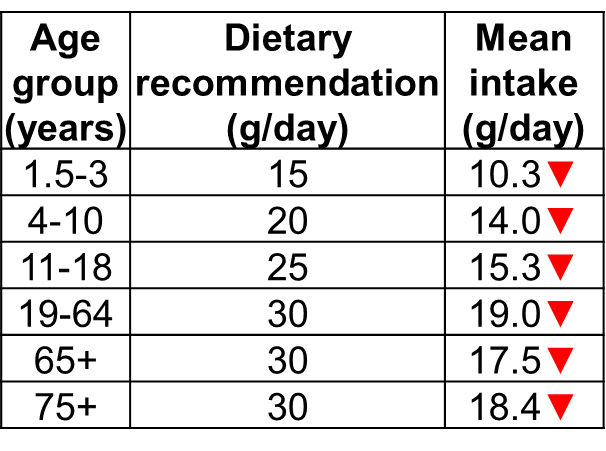 Age group (years) Dietary recommendation (g/day) Mean intake (g/day)
1.5-3 15 10.3▼
4-10 20 14.0▼
11-18 25 15.3▼
19-64 30 19.0▼
65+ 30 17.5▼
75+ 30 18.4▼